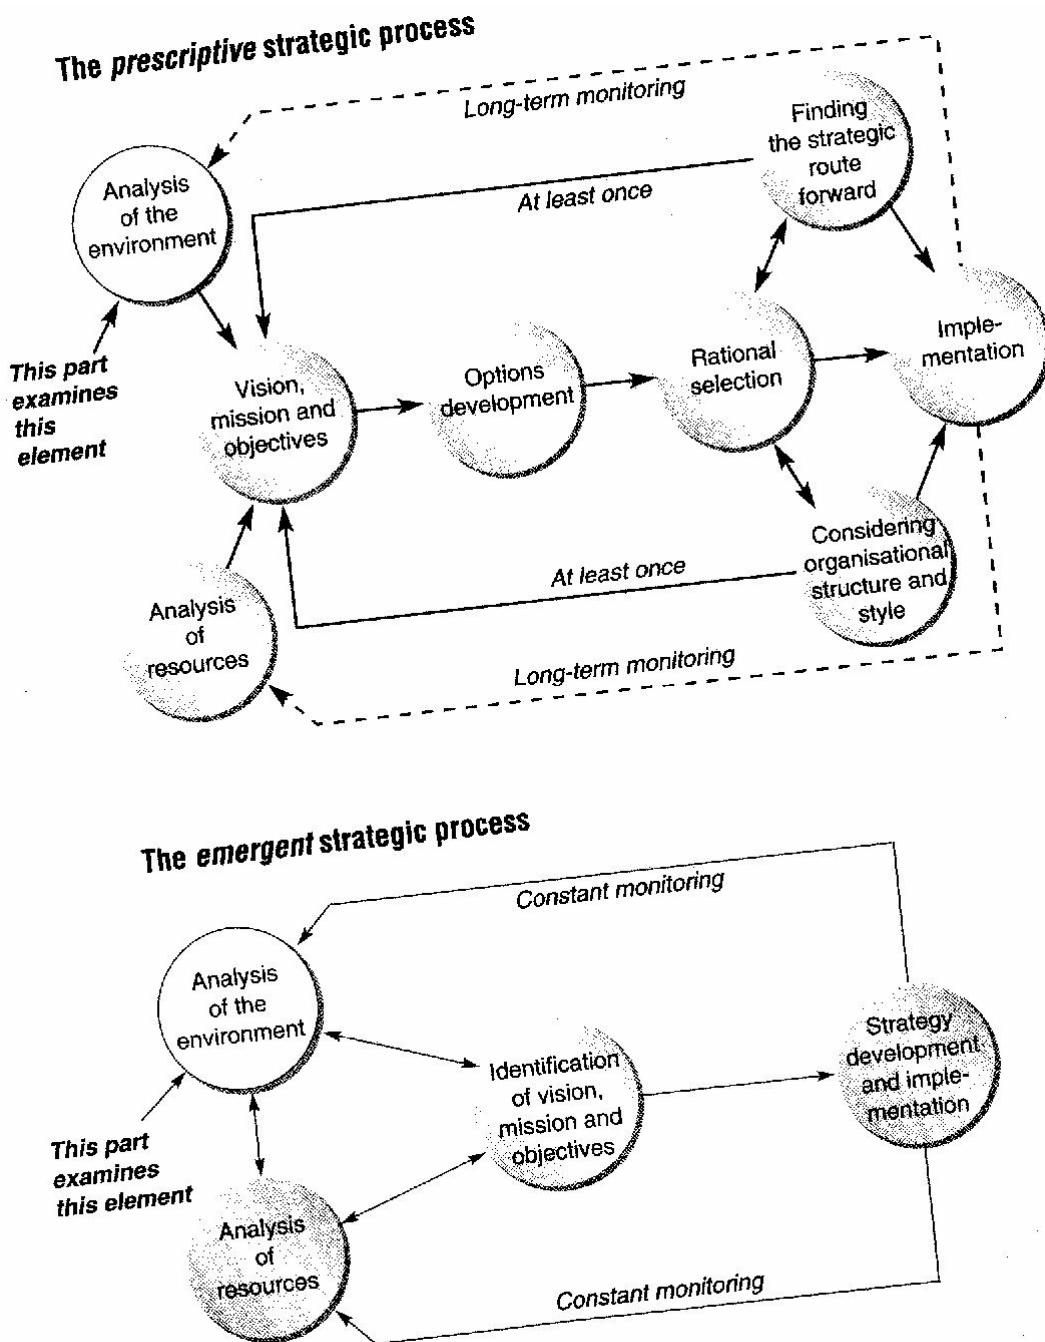 The prescriptive strategic process
Long-term monitoring
Finding
the strategic
route
forward
Analysis
of the
environment
At least once
This part
examines
this
element
Vision,
mission and
objectives
Options
development
Rational
selection
Imple-
mentation
Analysis
of
resources
At least once
Considering
organisational
structure and
style
Long-term monitoring
The emergent strategic process
Constant monitoring
Analysis
of the
environment
Identification
of vision,
mission and
objectives
Strategy
development
and imple-
mentation
This part
examines
this element
Analysis
of
resources
Constant monitoring